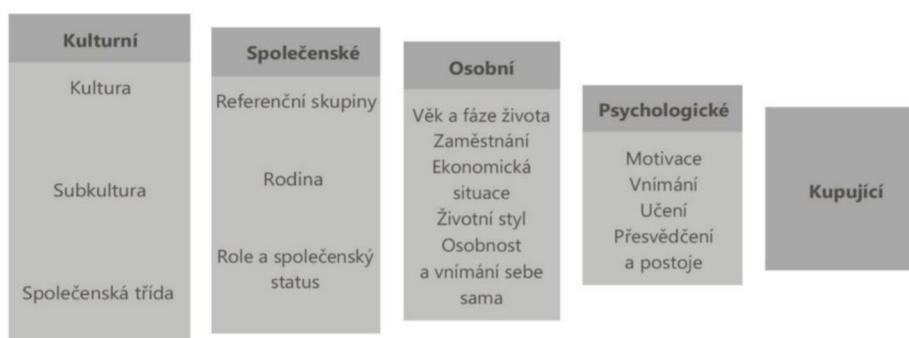 Kulturní
Kultura
Subkultura
Společenská třída
Společenské
Referenční skupiny
Rodina
Role a společenský
status
Osobní
Věk a fáze života
Zaměstnání
Ekonomická
situace
Životní styl
Osobnost
a vnímání sebe
sama
Psychologické
Motivace
Vnímání
Učení
Přesvědčení
a postoje
Kupující